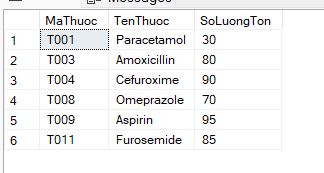 Messages
MaThuoc TenThuoc SoLuongTon
1 T001 Paracetamol 30
2 T003 Amoxicillin 80
3 T004 Cefuroxime 90
4 T008 Omeprazole 70
5 T009 Aspirin 95
6 T011 Furosemide 85